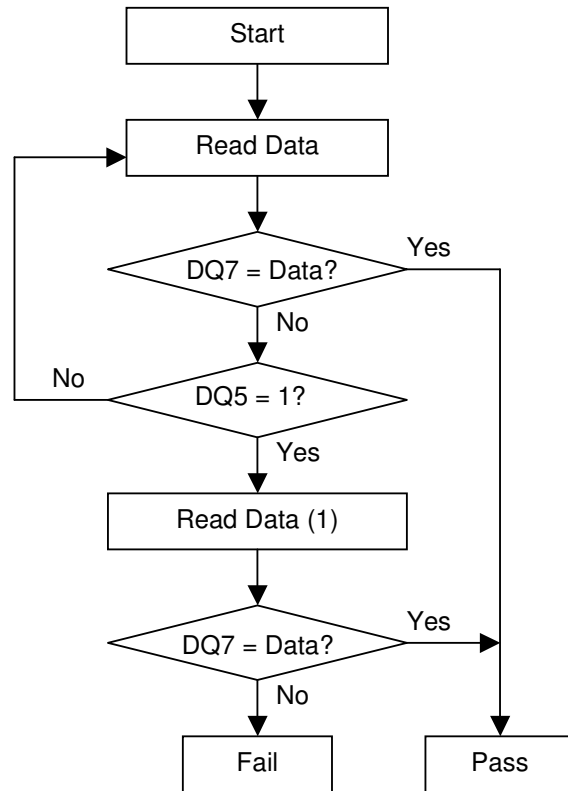 Start
Read Data
DQ7 = Data?
Yes
No
DQ5 = 1?
No
Yes
Read Data (1)
DQ7 = Data?
Yes
No
Fail
Pass